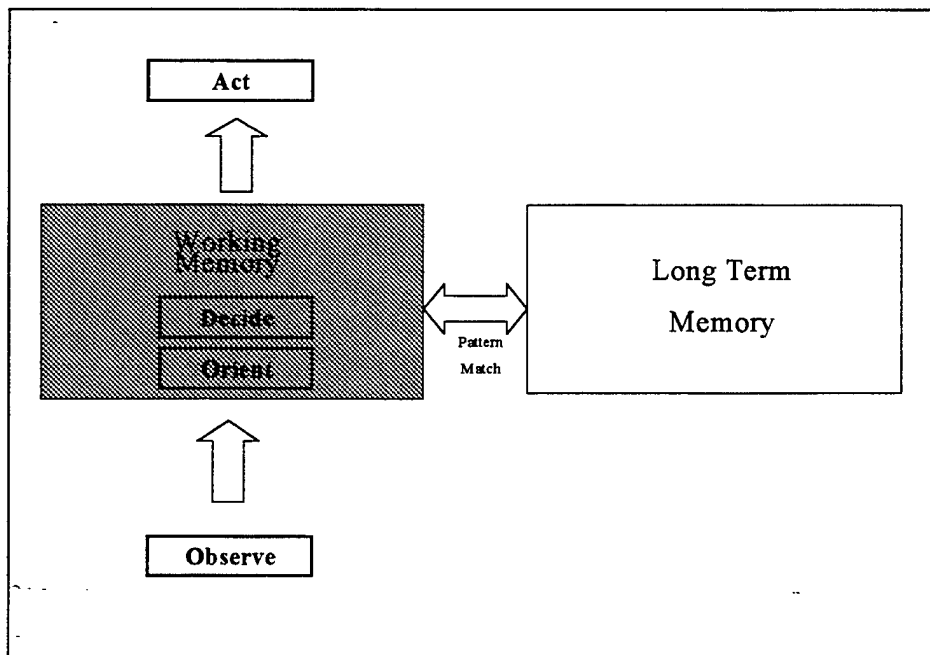 Act
Working
Memory
Decide
Orient
Long Term
Memory
Pattern
Match
Observe